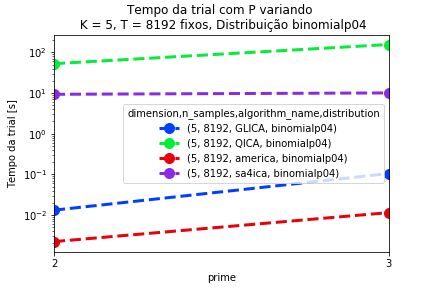 Tempo da trial com P variando
K = 5, T = 8192 fixos, Distribuição binomialp04
Tempo da trial [s]
10²
10¹
10⁰
10⁻¹
10⁻²
dimension,n_samples,algorithm_name,distribution
(5, 8192, GLICA, binomialp04)
(5, 8192, QICA, binomialp04)
(5, 8192, america, binomialp04)
(5, 8192, sa4ica, binomialp04)
2
3
prime